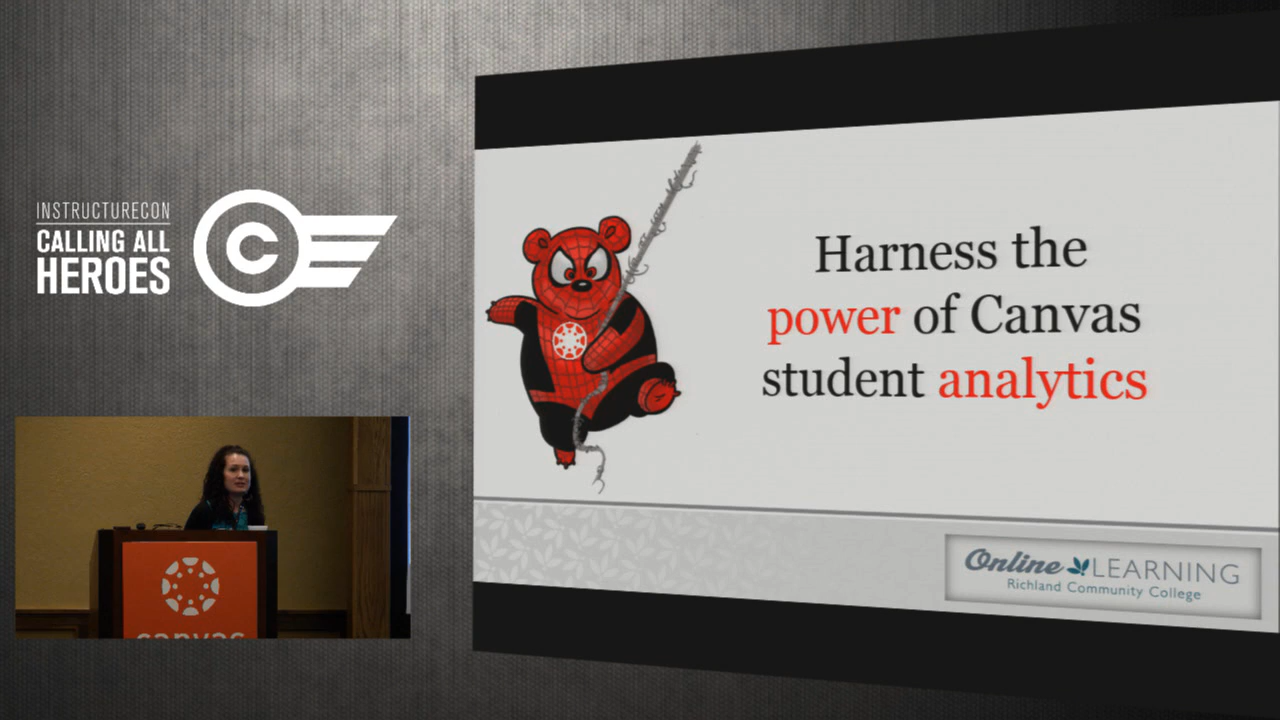 INSTRUCTURECON
CALLING ALL
HEROES
C
Harness the
power of Canvas
student analytics
Online LEARNING
Richland Community College
canvas